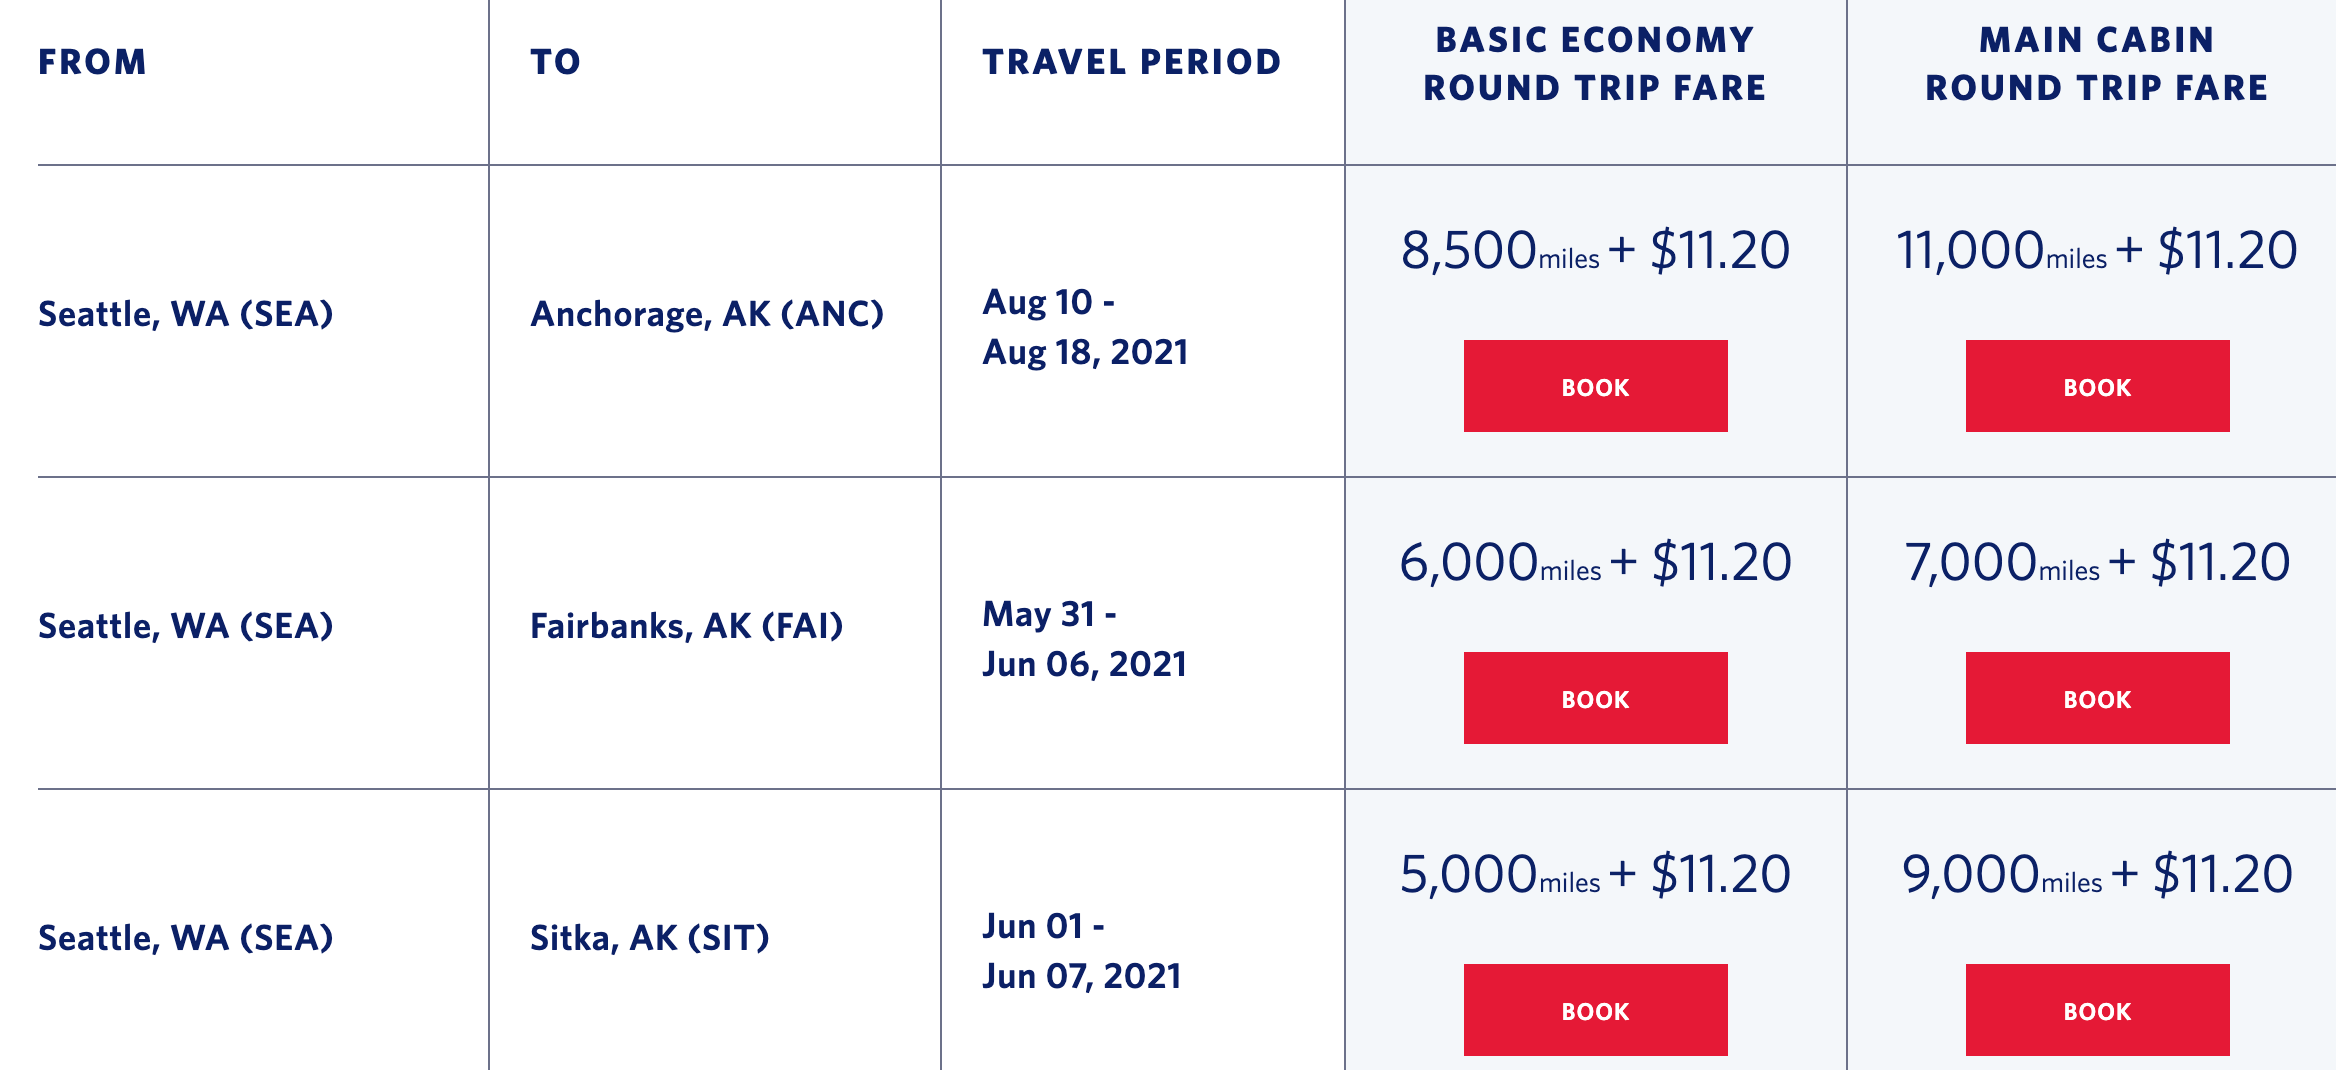 FROM
TO
TRAVEL PERIOD
BASIC ECONOMY
ROUND TRIP FARE
MAIN CABIN
ROUND TRIP FARE
Seattle, WA (SEA)
Anchorage, AK (ANC)
Aug 10 -
Aug 18, 2021
8,500miles + $11.20
BOOK
11,000miles + $11.20
BOOK
Seattle, WA (SEA)
Fairbanks, AK (FAI)
May 31 -
Jun 06, 2021
6,000miles + $11.20
BOOK
7,000miles + $11.20
BOOK
Seattle, WA (SEA)
Sitka, AK (SIT)
Jun 01 -
Jun 07, 2021
5,000miles + $11.20
BOOK
9,000miles + $11.20
BOOK